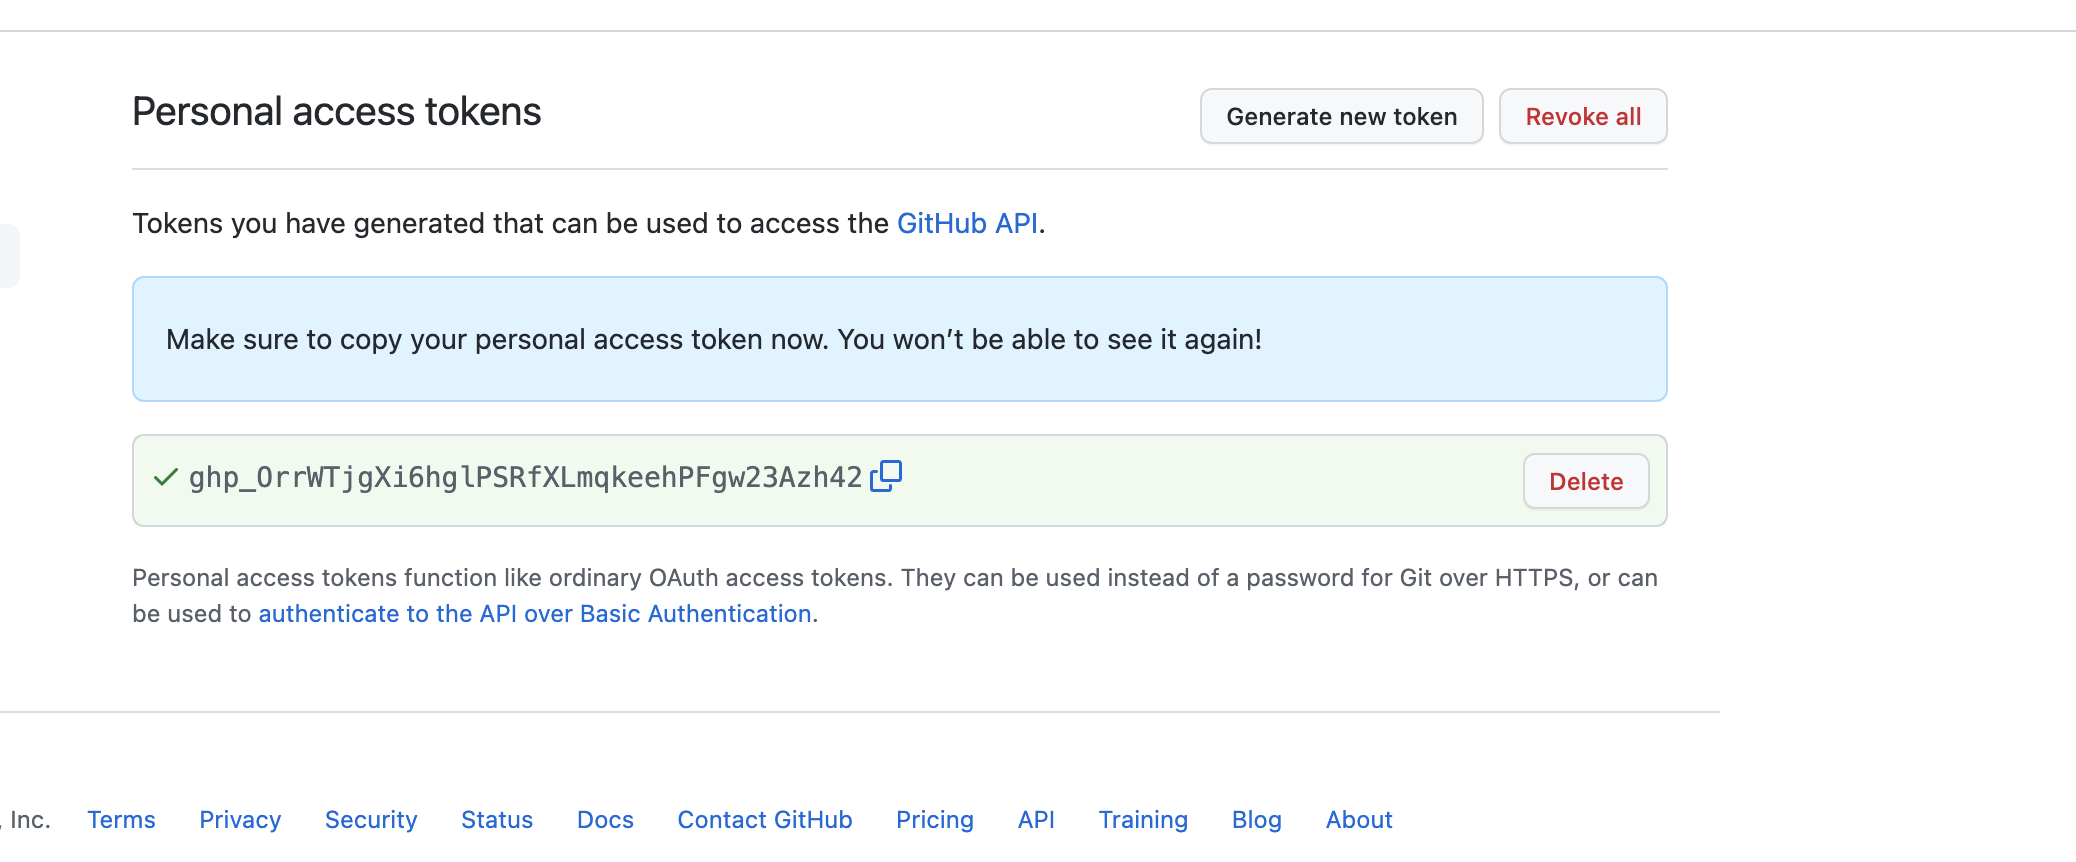 Personal access tokens
Generate new token
Revoke all
Tokens you have generated that can be used to access the GitHub API.
Make sure to copy your personal access token now. You won’t be able to see it again!
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
Delete
Personal access tokens function like ordinary OAuth access tokens. They can be used instead of a password for Git over HTTPS, or can
be used to authenticate to the API over Basic Authentication.
, Inc. Terms Privacy Security Status Docs Contact GitHub Pricing API Training Blog About